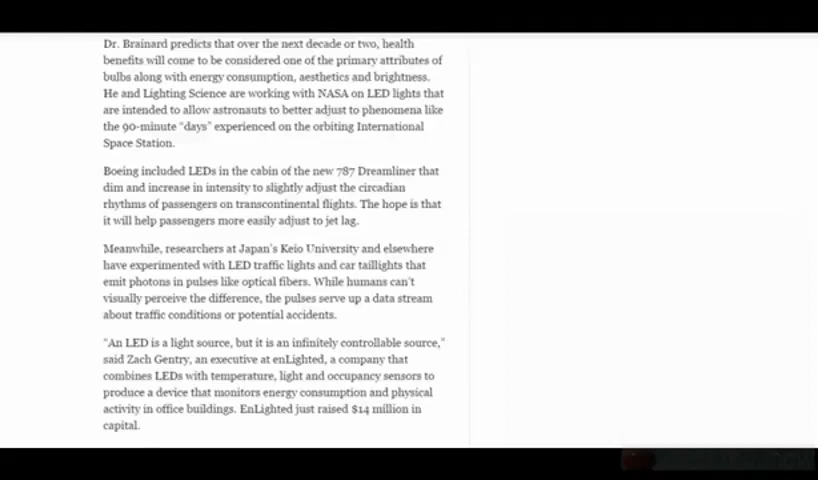 Dr. Brainard predicts that over the next decade or two, health
benefits will come to be considered one of the primary attributes of
bulbs along with energy consumption, aesthetics and brightness.
He and Lighting Science are working with NASA on LED lights that
are intended to allow astronauts to better adjust to phenomena like
the 90-minute “days” experienced on the orbiting International
Space Station.
Boeing included LEDs in the cabin of the new 787 Dreamliner that
dim and increase in intensity to slightly adjust the circadian
rhythms of passengers on transcontinental flights. The hope is that
it will help passengers more easily adjust to jet lag.
Meanwhile, researchers at Japan’s Keio University and elsewhere
have experimented with LED traffic lights and car taillights that
emit photons in pulses like optical fibers. While humans can’t
visually perceive the difference, the pulses serve up a data stream
about traffic conditions or potential accidents.
“An LED is a light source, but it is an infinitely controllable source,”
said Zach Gentry, an executive at enLighted, a company that
combines LEDs with temperature, light and occupancy sensors to
produce a device that monitors energy consumption and physical
activity in office buildings. EnLighted just raised $14 million in
capital.